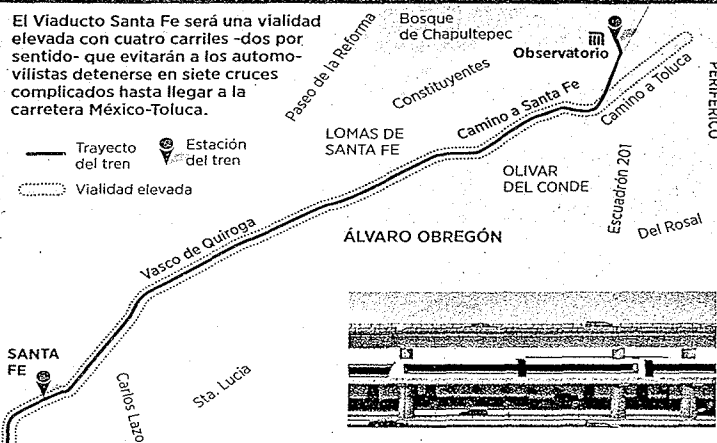 El Viaducto Santa Fe será una vialidad
elevada con cuatro carriles -dos por
sentido- que evitarán a los automo-
vilistas detenerse en siete cruces
complicados hasta llegar a la
carretera México-Toluca.
Trayecto
del tren
Estación
del tren
Vialidad elevada
Paseo de la Reforma
Bosque
de Chapultepec
Constituyentes
Observatorio
Camino a Santa Fe
Camino a Toluca
PERIFÉRICO
LOMAS DE
SANTA FE
OLIVAR
DEL CONDE
Escuadrón 201
Del Rosal
Vasco de Quiroga
ÁLVARO OBREGÓN
SANTA
FE
Carlos Lazo
Sta. Lucía